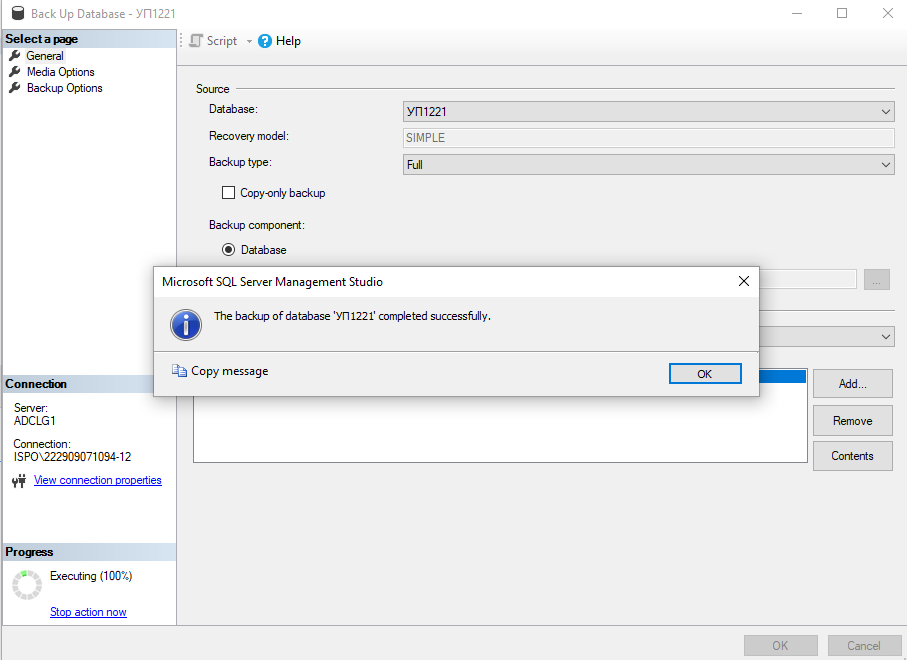 Back Up Database - УП1221
Select a page
General
Media Options
Backup Options
Script
Help
Source
Database:
УП1221
Recovery model:
SIMPLE
Backup type:
Full
Copy-only backup
Backup component:
Database
...
Microsoft SQL Server Management Studio
The backup of database 'УП1221' completed successfully.
Copy message
OK
Add...
Remove
Contents
Connection
Server:
ADCLG1
Connection:
ISPO\222909071094-12
View connection properties
Progress
Executing (100%)
Stop action now
OK
Cancel